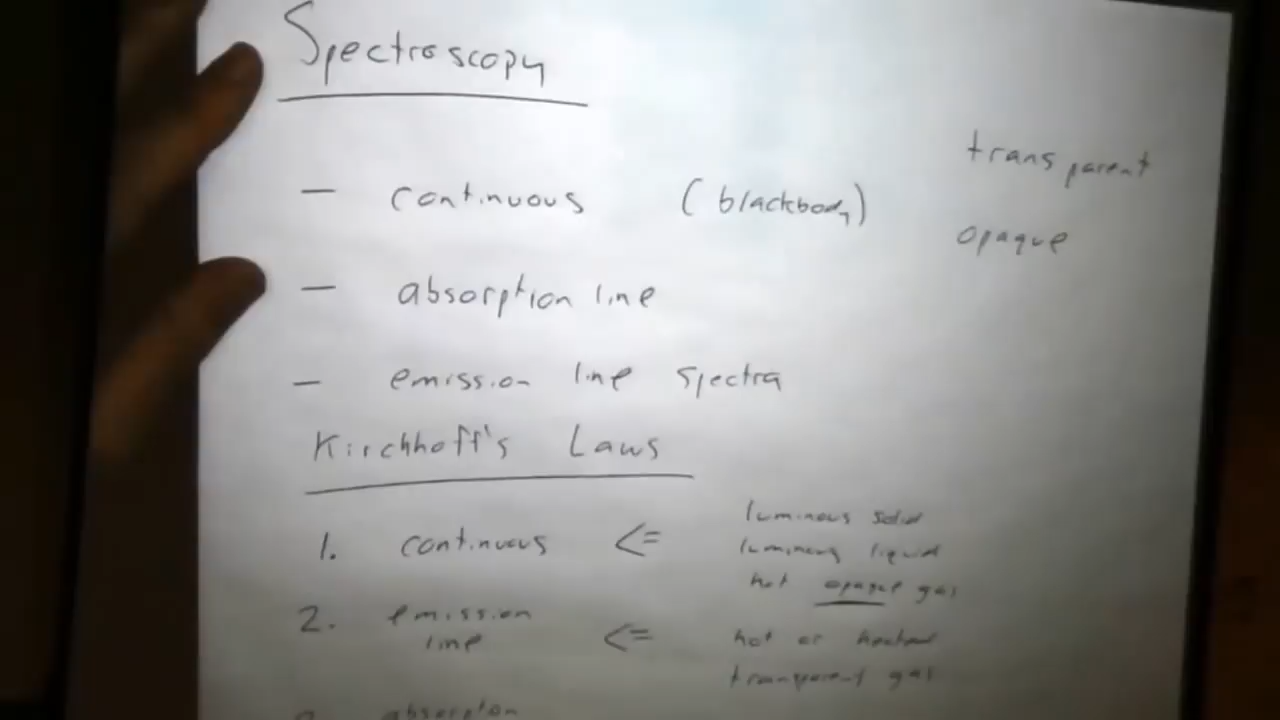 Spectroscopy
transparent
— continuous (blackbody)
opaque
— absorption line
— emission line spectra
Kirchhoff's Laws
1. continuous <= luminous solid
luminous liquid
hot opaque gas
2. emission line <= hot or heated
transparent gas
absorpton